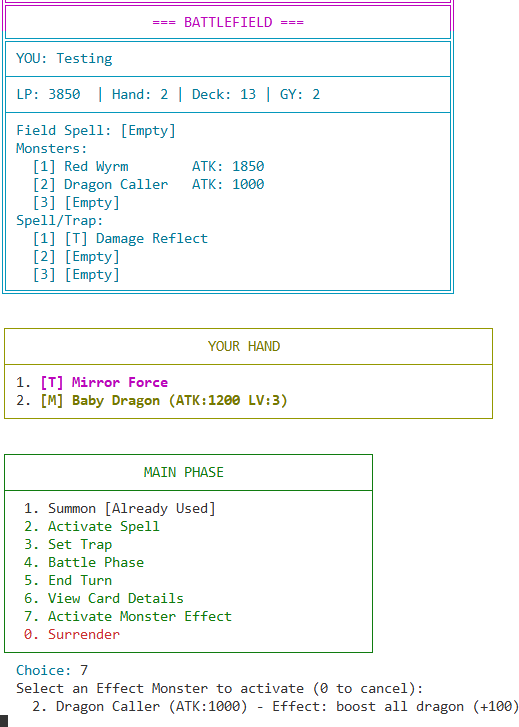 === BATTLEFIELD ===
YOU: Testing
LP: 3850 | Hand: 2 | Deck: 13 | GY: 2
Field Spell: [Empty]
Monsters:
[1] Red Wyrm ATK: 1850
[2] Dragon Caller ATK: 1000
[3] [Empty]
Spell/Trap:
[1] [T] Damage Reflect
[2] [Empty]
[3] [Empty]
YOUR HAND
1. [T] Mirror Force
2. [M] Baby Dragon (ATK:1200 LV:3)
MAIN PHASE
1. Summon [Already Used]
2. Activate Spell
3. Set Trap
4. Battle Phase
5. End Turn
6. View Card Details
7. Activate Monster Effect
0. Surrender
Choice: 7
Select an Effect Monster to activate (0 to cancel):
2. Dragon Caller (ATK:1000) - Effect: boost all dragon (+100)